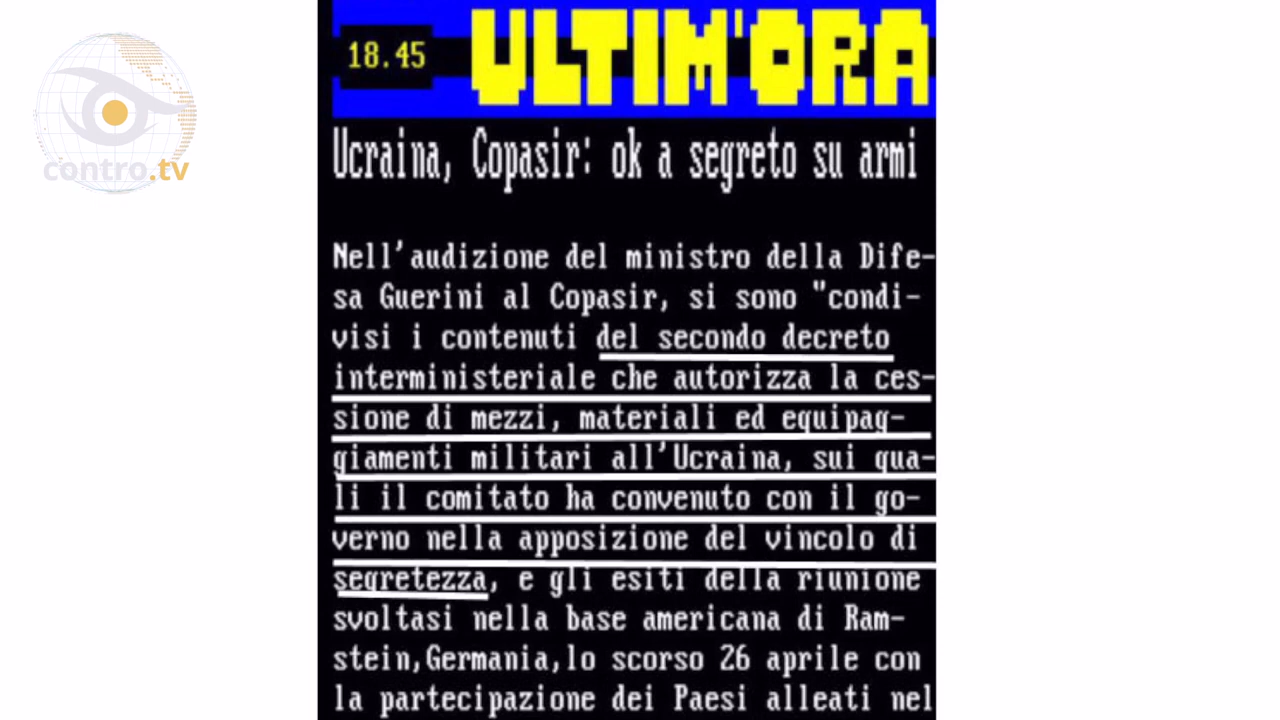 contro.tv
18.45
ULTIM'ORA
Ucraina, Copasir: ok a segreto su armi
Nell'audizione del ministro della Dife-
sa Guerini al Copasir, si sono "condi-
visi i contenuti del secondo decreto
interministeriale che autorizza la ces-
sione di mezzi, materiali ed equipag-
giamenti militari all'Ucraina, sui qua-
li il comitato ha convenuto con il go-
verno nella apposizione del vincolo di
segretezza, e gli esiti della riunione
svoltasi nella base americana di Ram-
stein,Germania,lo scorso 26 aprile con
la partecipazione dei Paesi alleati nel